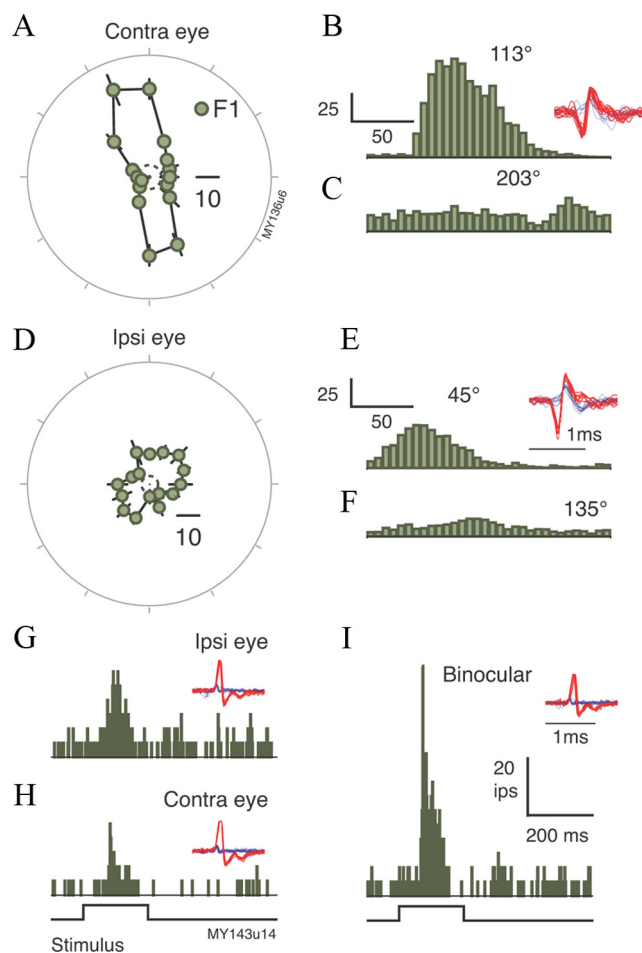 A
Contra eye
F1
10
MY136u6
B
113°
25
50
C
203°
D
Ipsi eye
10
E
45°
25
50
1ms
F
135°
G
Ipsi eye
H
Contra eye
Stimulus
MY143u14
I
Binocular
1ms
20
ips
200 ms